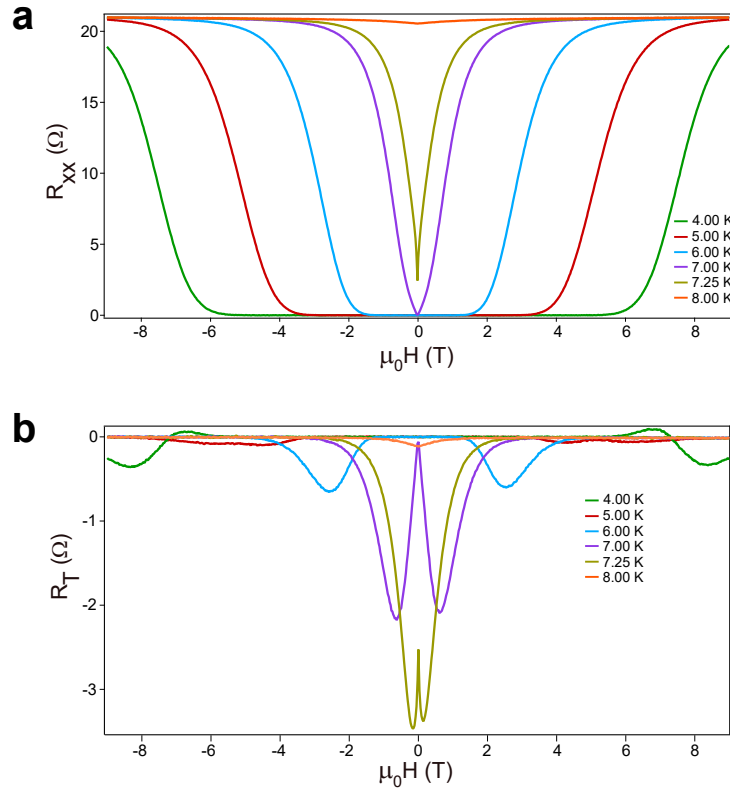 a
R_XX (Ω)
20
15
10
5
0
4.00 K
5.00 K
6.00 K
7.00 K
7.25 K
8.00 K
-8 -6 -4 -2 0 2 4 6 8
μ₀H (T)
b
R_T (Ω)
0
-1
-2
-3
4.00 K
5.00 K
6.00 K
7.00 K
7.25 K
8.00 K
-8 -6 -4 -2 0 2 4 6 8
μ₀H (T)